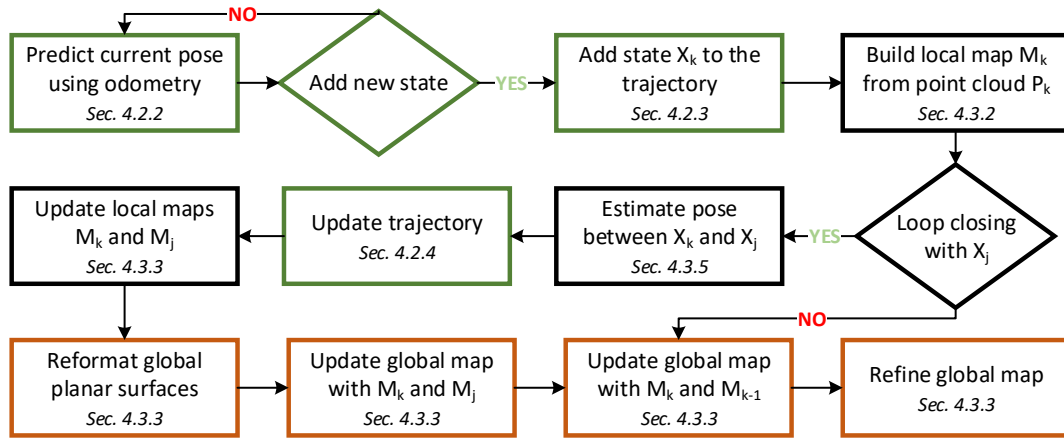 NO
Predict current pose
using odometry
Sec. 4.2.2
Add new state
YES
Add state Xk to the
trajectory
Sec. 4.2.3
Build local map Mk
from point cloud Pk
Sec. 4.3.2
Update local maps
Mk and Mj
Sec. 4.3.3
Update trajectory
Sec. 4.2.4
Estimate pose
between Xk and Xj
Sec. 4.3.5
YES
Loop closing
with Xj
NO
Reformat global
planar surfaces
Sec. 4.3.3
Update global map
with Mk and Mj
Sec. 4.3.3
Update global map
with Mk and Mk-1
Sec. 4.3.3
Refine global map
Sec. 4.3.3